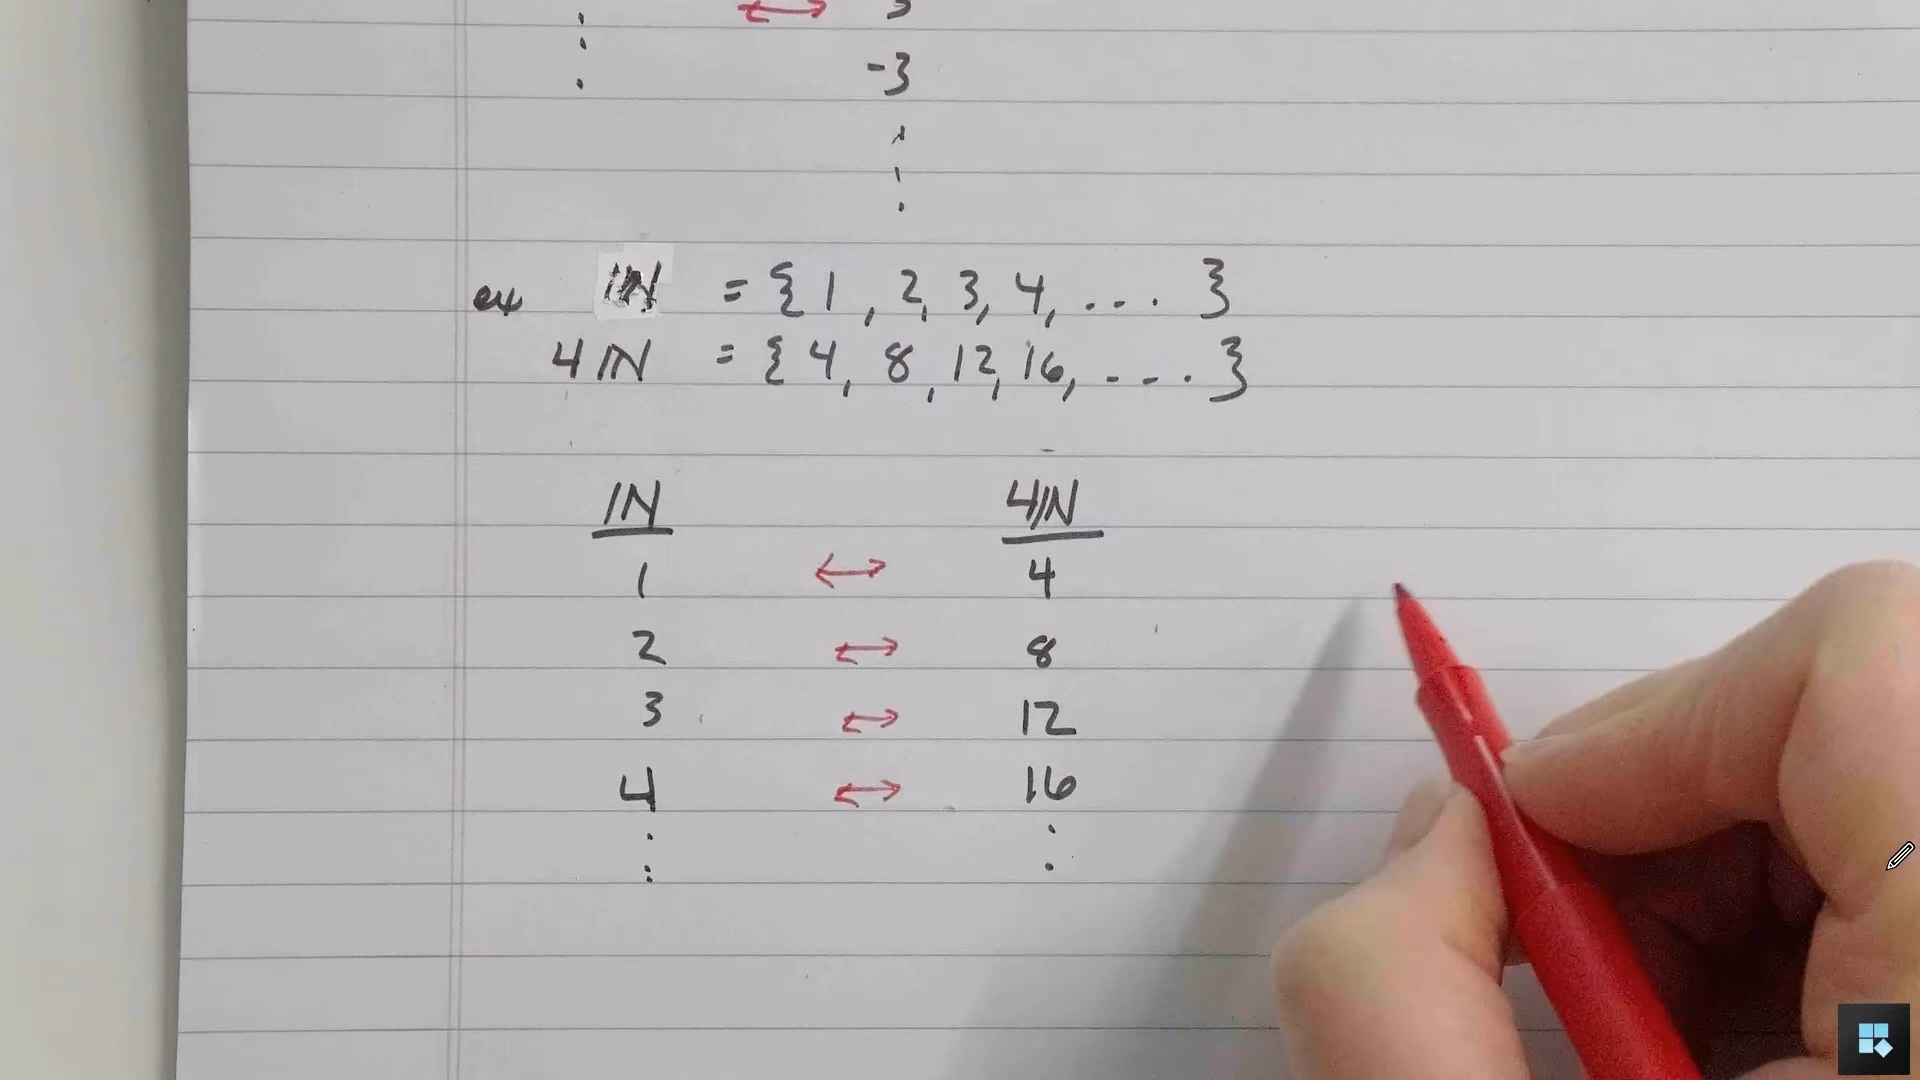 ↔ 3
⋮ -3
⋮
ex ℕ = {1, 2, 3, 4, ... }
4ℕ = {4, 8, 12, 16, ... }
ℕ 4ℕ
1 ↔ 4
2 ↔ 8
3 ↔ 12
4 ↔ 16
⋮ ⋮